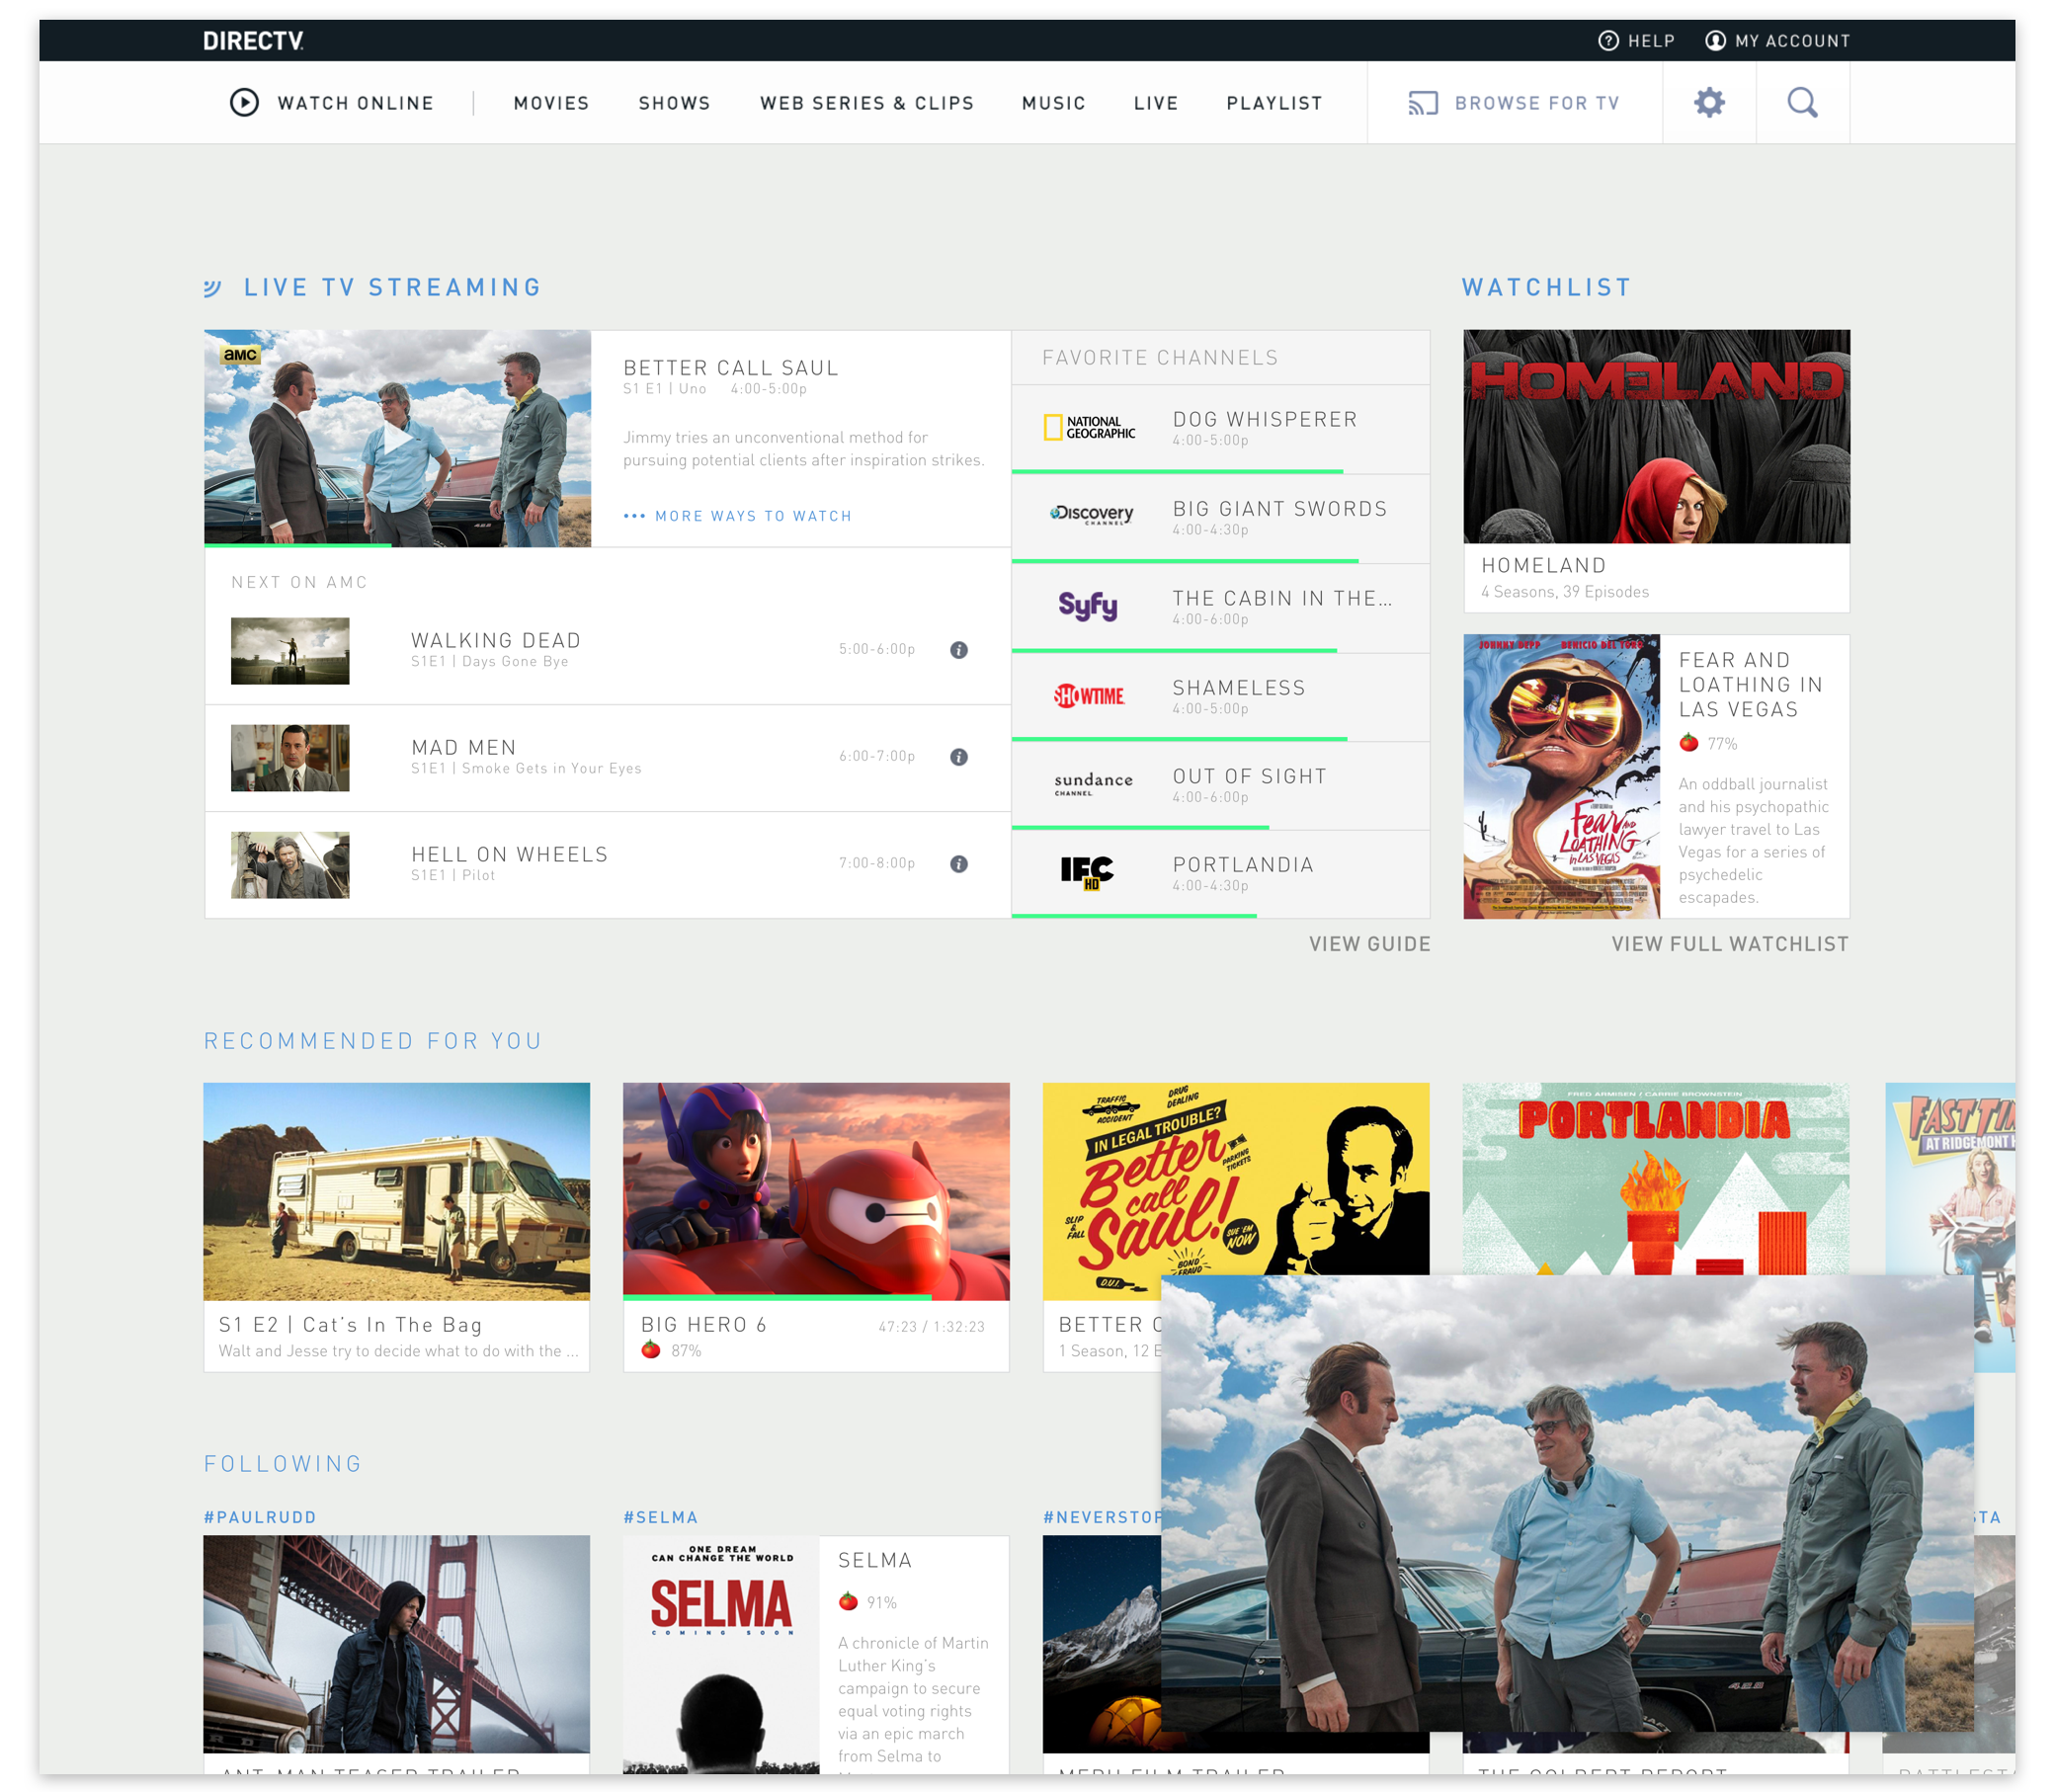 DIRECTV
HELP
MY ACCOUNT
WATCH ONLINE
MOVIES
SHOWS
WEB SERIES & CLIPS
MUSIC
LIVE
PLAYLIST
BROWSE FOR TV
LIVE TV STREAMING
aMC
BETTER CALL SAUL
S1 E1 | Uno 4:00-5:00p
Jimmy tries an unconventional method for
pursuing potential clients after inspiration strikes.
••• MORE WAYS TO WATCH
NEXT ON AMC
WALKING DEAD
S1E1 | Days Gone Bye
5:00-6:00p
MAD MEN
S1E1 | Smoke Gets in Your Eyes
6:00-7:00p
HELL ON WHEELS
S1E1 | Pilot
7:00-8:00p
FAVORITE CHANNELS
NATIONAL
GEOGRAPHIC
DOG WHISPERER
4:00-5:00p
Discovery
CHANNEL
BIG GIANT SWORDS
4:00-4:30p
Syfy
THE CABIN IN THE...
4:00-6:00p
SHOWTIME
SHAMELESS
4:00-5:00p
sundance
CHANNEL
OUT OF SIGHT
4:00-6:00p
IFC
HD
PORTLANDIA
4:00-4:30p
VIEW GUIDE
WATCHLIST
HOMELAND
HOMELAND
4 Seasons, 39 Episodes
JOHNNY DEPP BENICIO DEL TORO
Fear AND
LOATHING
IN LAS VEGAS
FEAR AND
LOATHING IN
LAS VEGAS
77%
An oddball journalist
and his psychopathic
lawyer travel to Las
Vegas for a series of
psychedelic
escapades.
VIEW FULL WATCHLIST
RECOMMENDED FOR YOU
S1 E2 | Cat's In The Bag
Walt and Jesse try to decide what to do with the ...
BIG HERO 6
47:23 / 1:32:23
87%
TRAFFIC
ACCIDENT
DRUG
DEALING
IN LEGAL TROUBLE?
Better
call
Saul!
PARKING
TICKETS
SLIP
&
FALL
SUE 'EM
NOW
BOND
FRAUD
D.U.I.
BETTER C
1 Season, 12 E
FRED ARMISEN / CARRIE BROWNSTEIN
PORTLANDIA
FAST TI
AT RIDGEMONT H
FOLLOWING
#PAULRUDD
ANT-MAN TEASER TRAILER
#SELMA
ONE DREAM
CAN CHANGE THE WORLD
SELMA
COMING SOON
SELMA
91%
A chronicle of Martin
Luther King's
campaign to secure
equal voting rights
via an epic march
from Selma to
#NEVERSTOP
MERU FILM TRAILER
THE COLBERT REPORT
STA
BATTLEST